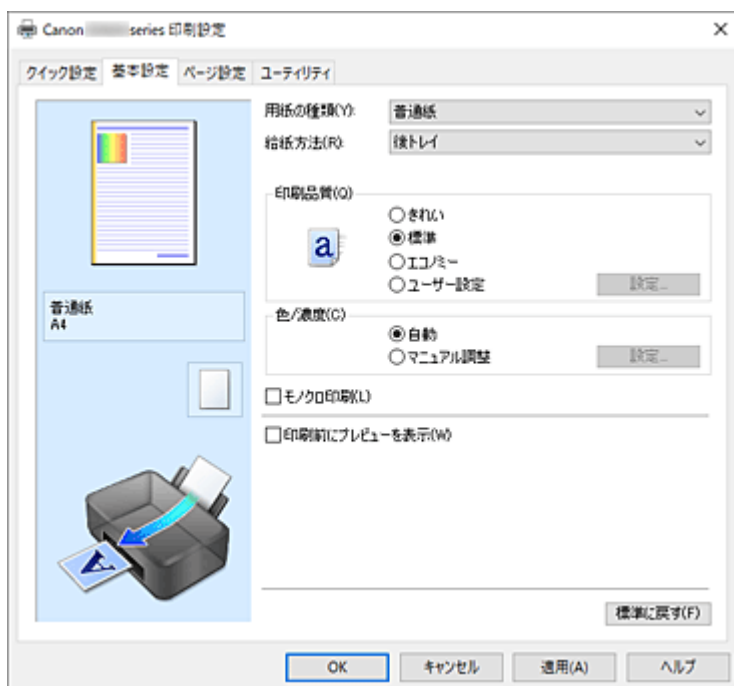 Canon series 印刷設定
クイック設定 基本設定 ページ設定 ユーティリティ
用紙の種類(Y): 普通紙
給紙方法(R): 後トレイ
印刷品質(Q)
きれい
標準
エコノミー
ユーザー設定 設定...
色/濃度(C)
自動
マニュアル調整 設定...
モノクロ印刷(L)
印刷前にプレビューを表示(W)
普通紙
A4
a
A
標準に戻す(F)
OK キャンセル 適用(A) ヘルプ